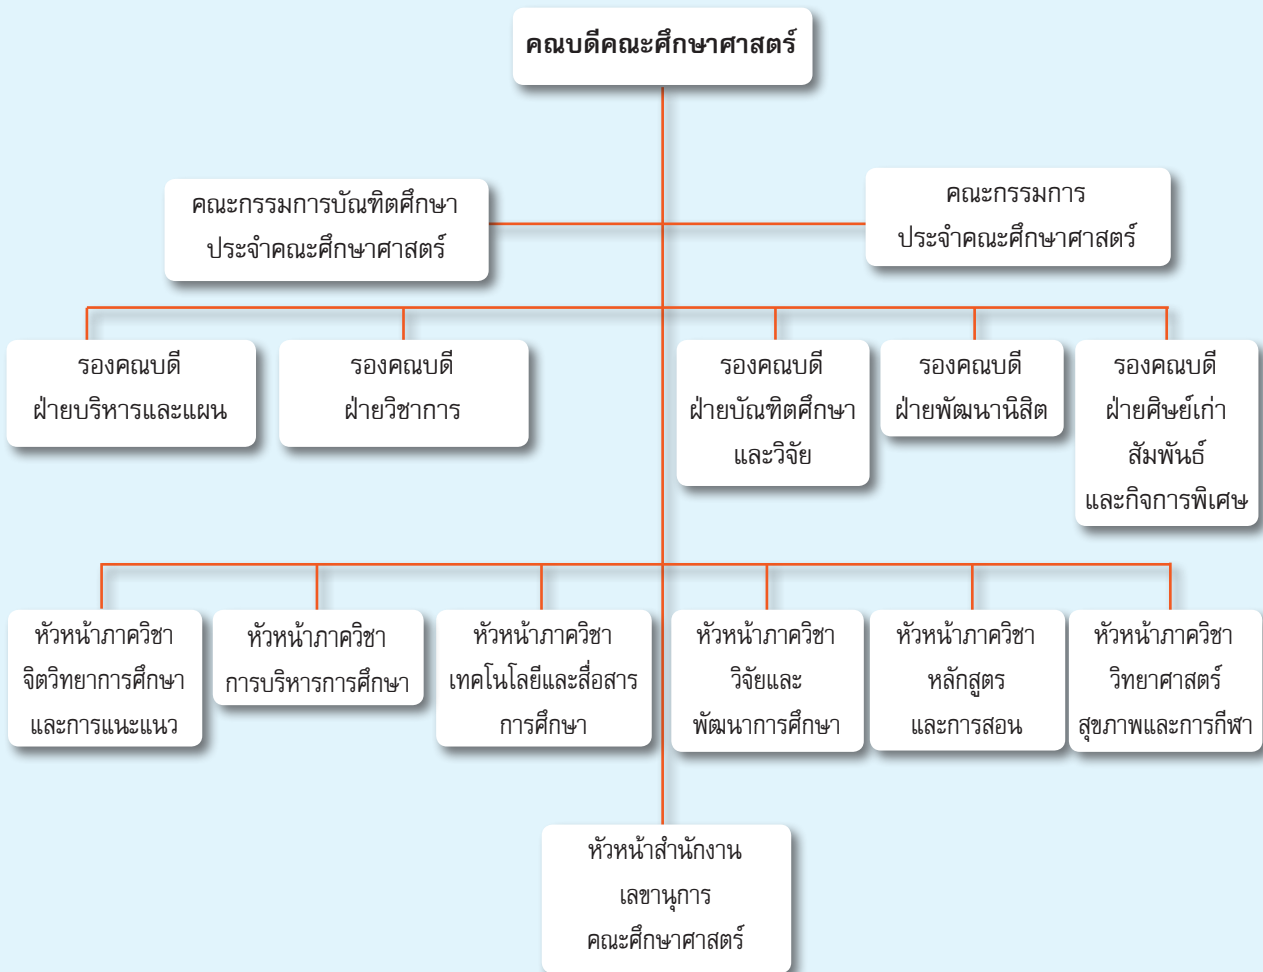 คณบดีคณะศึกษาศาสตร์
คณะกรรมการบัณฑิตศึกษา
ประจำคณะศึกษาศาสตร์
คณะกรรมการ
ประจำคณะศึกษาศาสตร์
รองคณบดี
ฝ่ายบริหารและแผน
รองคณบดี
ฝ่ายวิชาการ
รองคณบดี
ฝ่ายบัณฑิตศึกษา
และวิจัย
รองคณบดี
ฝ่ายพัฒนานิสิต
รองคณบดี
ฝ่ายศิษย์เก่า
สัมพันธ์
และกิจการพิเศษ
หัวหน้าภาควิชา
จิตวิทยาการศึกษา
และการแนะแนว
หัวหน้าภาควิชา
การบริหารการศึกษา
หัวหน้าภาควิชา
เทคโนโลยีและสื่อสาร
การศึกษา
หัวหน้าภาควิชา
วิจัยและ
พัฒนาการศึกษา
หัวหน้าภาควิชา
หลักสูตร
และการสอน
หัวหน้าภาควิชา
วิทยาศาสตร์
สุขภาพและการกีฬา
หัวหน้าสำนักงาน
เลขานุการ
คณะศึกษาศาสตร์